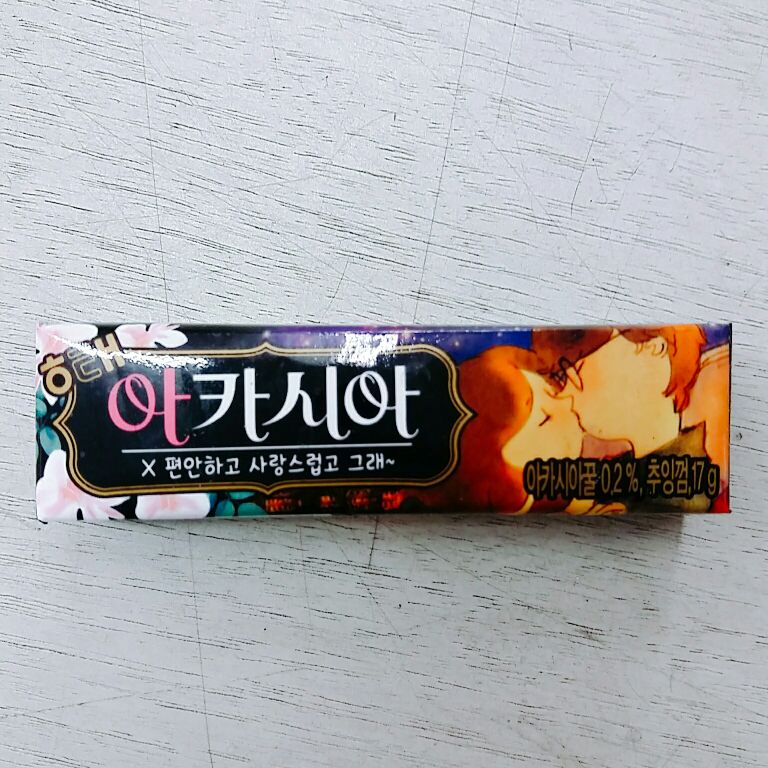 해태
아카시아
X 편안하고 사랑스럽고 그래~
아카시아꿀 0.2 %, 추잉껌, 17 g